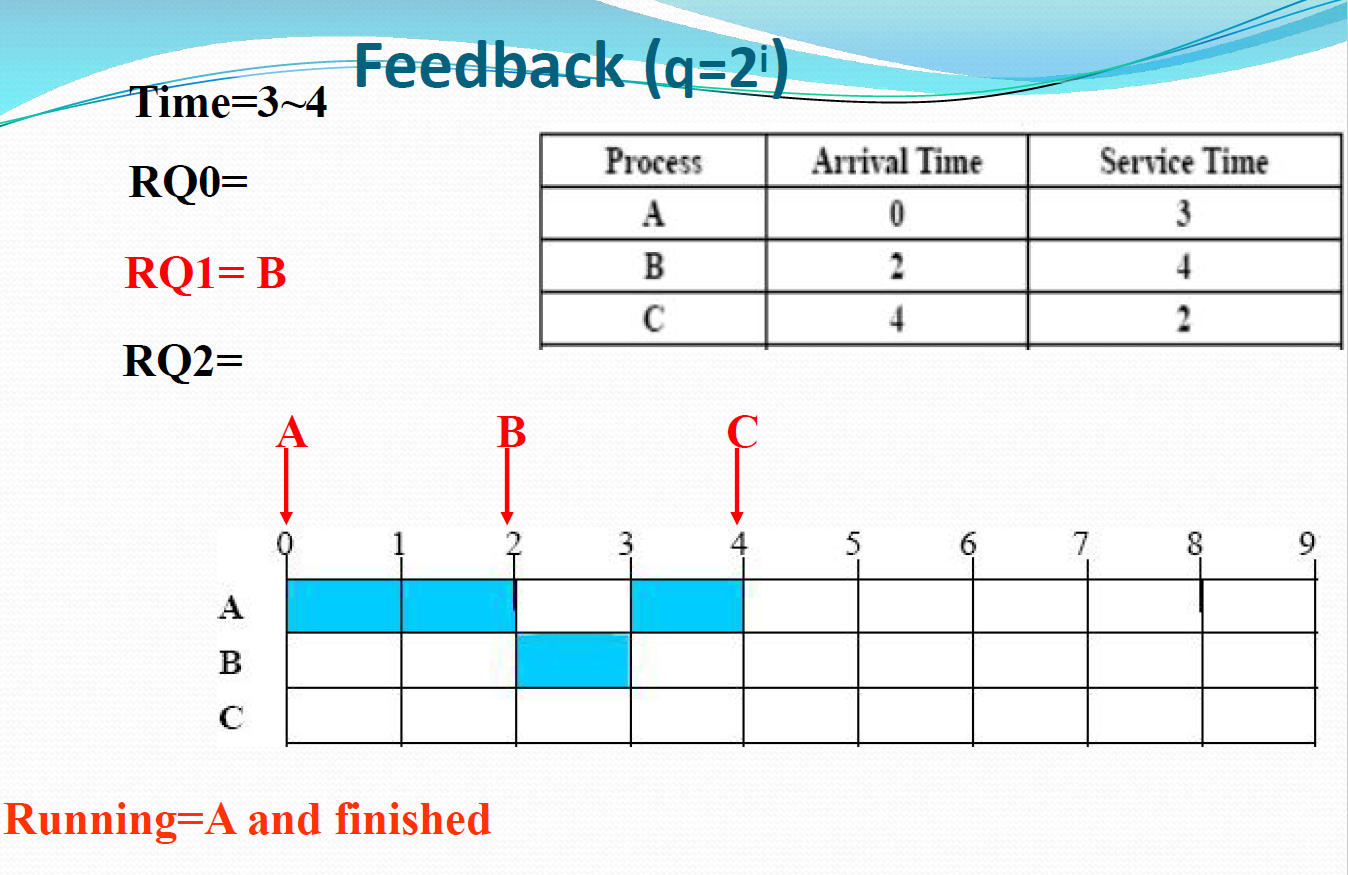 Feedback (q=2ⁱ)
Time=3~4
RQ0=
RQ1= B
RQ2=
Process Arrival Time Service Time
A 0 3
B 2 4
C 4 2
A B C
0 1 2 3 4 5 6 7 8 9
A
B
C
Running=A and finished